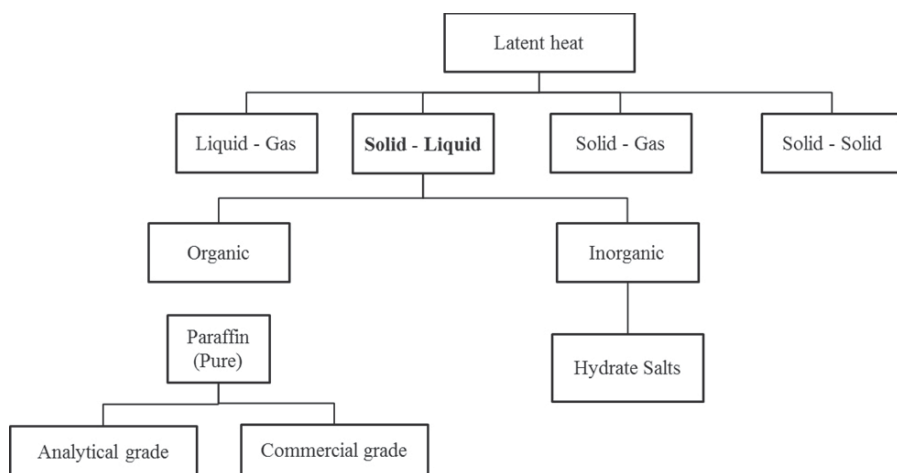 Latent heat
Liquid - Gas
Solid - Liquid
Solid - Gas
Solid - Solid
Organic
Inorganic
Paraffin
(Pure)
Hydrate Salts
Analytical grade
Commercial grade